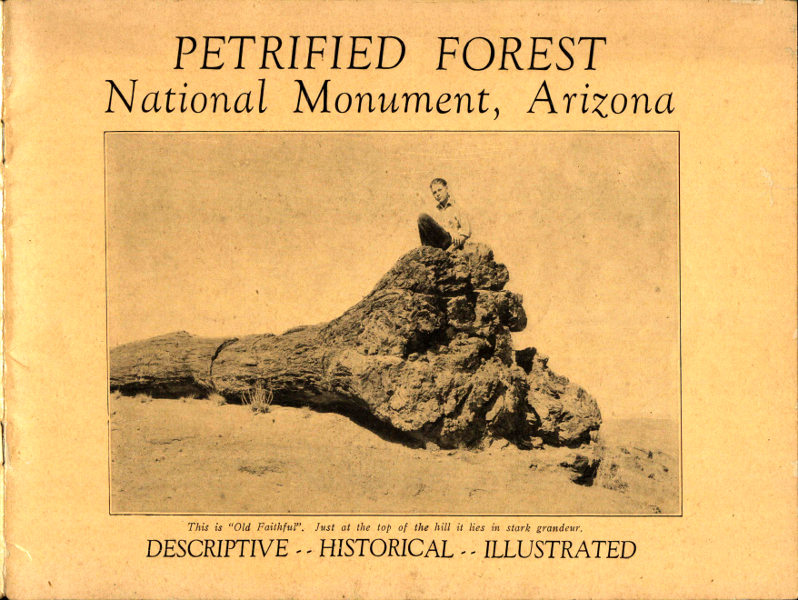 PETRIFIED FOREST
National Monument, Arizona
This is "Old Faithful". Just at the top of the hill it lies in stark grandeur.
DESCRIPTIVE -- HISTORICAL -- ILLUSTRATED